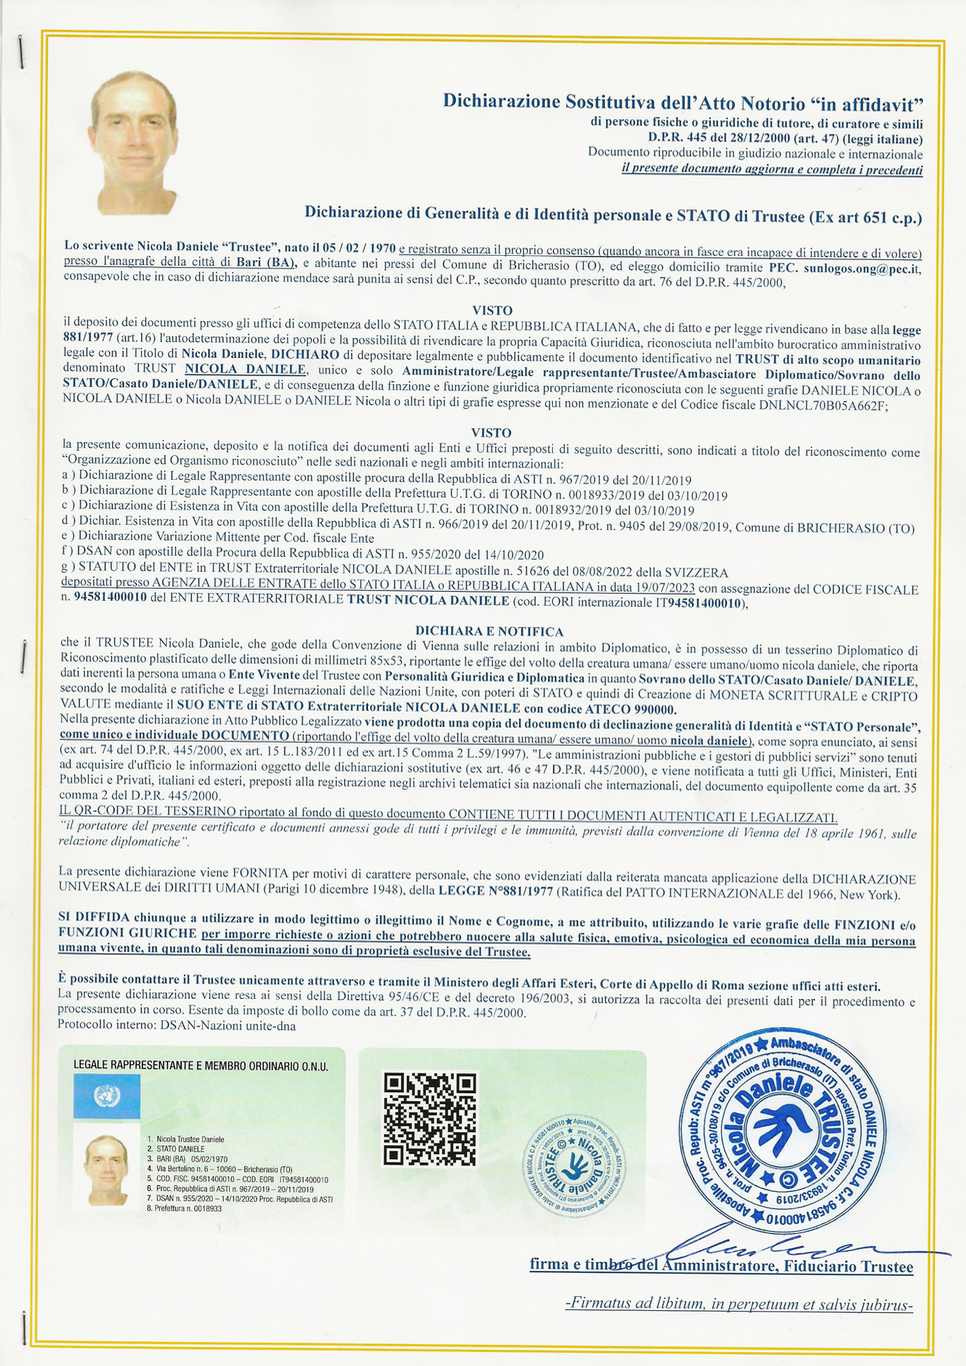 Dichiarazione Sostitutiva dell'Atto Notorio “in affidavit”
di persone fisiche o giuridiche di tutore, di curatore e simili
D.P.R. 445 del 28/12/2000 (art. 47) (leggi italiane)
Documento riproducibile in giudizio nazionale e internazionale
il presente documento aggiorna e completa i precedenti
Dichiarazione di Generalità e di Identità personale e STATO di Trustee (Ex art 651 c.p.)
Lo scrivente Nicola Daniele “Trustee”, nato il 05 / 02 / 1970 e registrato senza il proprio consenso (quando ancora in fasce era incapace di intendere e di volere)
presso l'anagrafe della città di Bari (BA), e abitante nei pressi del Comune di Bricherasio (TO), ed eleggo domicilio tramite PEC. sunlogos.ong@pec.it,
consapevole che in caso di dichiarazione mendace sarà punita ai sensi del C.P., secondo quanto prescritto da art. 76 del D.P.R. 445/2000,
VISTO
il deposito dei documenti presso gli uffici di competenza dello STATO ITALIA e REPUBBLICA ITALIANA, che di fatto e per legge rivendicano in base alla legge
881/1977 (art.16) l'autodeterminazione dei popoli e la possibilità di rivendicare la propria Capacità Giuridica, riconosciuta nell'ambito burocratico amministrativo
legale con il Titolo di Nicola Daniele, DICHIARO di depositare legalmente e pubblicamente il documento identificativo nel TRUST di alto scopo umanitario
denominato TRUST NICOLA DANIELE, unico e solo Amministratore/Legale rappresentante/Trustee/Ambasciatore Diplomatico/Sovrano dello
STATO/Casato Daniele/DANIELE, e di conseguenza della finzione e funzione giuridica propriamente riconosciuta con le seguenti grafie DANIELE NICOLA o
NICOLA DANIELE o Nicola DANIELE o DANIELE Nicola o altri tipi di grafie espresse qui non menzionate e del Codice fiscale DNLNCL70B05A662F;
VISTO
la presente comunicazione, deposito e la notifica dei documenti agli Enti e Uffici preposti di seguito descritti, sono indicati a titolo del riconoscimento come
“Organizzazione ed Organismo riconosciuto” nelle sedi nazionali e negli ambiti internazionali:
a ) Dichiarazione di Legale Rappresentante con apostille procura della Repubblica di ASTI n. 967/2019 del 20/11/2019
b ) Dichiarazione di Legale Rappresentante con apostille della Prefettura U.T.G. di TORINO n. 0018933/2019 del 03/10/2019
c ) Dichiarazione di Esistenza in Vita con apostille della Prefettura U.T.G. di TORINO n. 0018932/2019 del 03/10/2019
d ) Dichiar. Esistenza in Vita con apostille della Repubblica di ASTI n. 966/2019 del 20/11/2019, Prot. n. 9405 del 29/08/2019, Comune di BRICHERASIO (TO)
e ) Dichiarazione Variazione Mittente per Cod. fiscale Ente
f ) DSAN con apostille della Procura della Repubblica di ASTI n. 955/2020 del 14/10/2020
g ) STATUTO del ENTE in TRUST Extraterritoriale NICOLA DANIELE apostille n. 51626 del 08/08/2022 della SVIZZERA
depositati presso AGENZIA DELLE ENTRATE dello STATO ITALIA o REPUBBLICA ITALIANA in data 19/07/2023 con assegnazione del CODICE FISCALE
n. 94581400010 del ENTE EXTRATERRITORIALE TRUST NICOLA DANIELE (cod. EORI internazionale IT94581400010),
DICHIARA E NOTIFICA
che il TRUSTEE Nicola Daniele, che gode della Convenzione di Vienna sulle relazioni in ambito Diplomatico, è in possesso di un tesserino Diplomatico di
Riconoscimento plastificato delle dimensioni di millimetri 85x53, riportante le effige del volto della creatura umana/ essere umano/uomo nicola daniele, che riporta
dati inerenti la persona umana o Ente Vivente del Trustee con Personalità Giuridica e Diplomatica in quanto Sovrano dello STATO/Casato Daniele/ DANIELE,
secondo le modalità e ratifiche e Leggi Internazionali delle Nazioni Unite, con poteri di STATO e quindi di Creazione di MONETA SCRITTURALE e CRIPTO
VALUTE mediante il SUO ENTE di STATO Extraterritoriale NICOLA DANIELE con codice ATECO 990000.
Nella presente dichiarazione in Atto Pubblico Legalizzato viene prodotta una copia del documento di declinazione generalità di Identità e “STATO Personale”,
come unico e individuale DOCUMENTO (riportando l'effige del volto della creatura umana/ essere umano/ uomo nicola daniele), come sopra enunciato, ai sensi
(ex art. 74 del D.P.R. 445/2000, ex art. 15 L.183/2011 ed ex art.15 Comma 2 L.59/1997). "Le amministrazioni pubbliche e i gestori di pubblici servizi" sono tenuti
ad acquisire d'ufficio le informazioni oggetto delle dichiarazioni sostitutive (ex art. 46 e 47 D.P.R. 445/2000), e viene notificata a tutti gli Uffici, Ministeri, Enti
Pubblici e Privati, italiani ed esteri, preposti alla registrazione negli archivi telematici sia nazionali che internazionali, del documento equipollente come da art. 35
comma 2 del D.P.R. 445/2000.
IL QR-CODE DEL TESSERINO riportato al fondo di questo documento CONTIENE TUTTI I DOCUMENTI AUTENTICATI E LEGALIZZATI.
“il portatore del presente certificato e documenti annessi gode di tutti i privilegi e le immunità, previsti dalla convenzione di Vienna del 18 aprile 1961, sulle
relazione diplomatiche”.
La presente dichiarazione viene FORNITA per motivi di carattere personale, che sono evidenziati dalla reiterata mancata applicazione della DICHIARAZIONE
UNIVERSALE dei DIRITTI UMANI (Parigi 10 dicembre 1948), della LEGGE N°881/1977 (Ratifica del PATTO INTERNAZIONALE del 1966, New York).
SI DIFFIDA chiunque a utilizzare in modo legittimo o illegittimo il Nome e Cognome, a me attribuito, utilizzando le varie grafie delle FINZIONI e/o
FUNZIONI GIURICHE per imporre richieste o azioni che potrebbero nuocere alla salute fisica, emotiva, psicologica ed economica della mia persona
umana vivente, in quanto tali denominazioni sono di proprietà esclusive del Trustee.
È possibile contattare il Trustee unicamente attraverso e tramite il Ministero degli Affari Esteri, Corte di Appello di Roma sezione uffici atti esteri.
La presente dichiarazione viene resa ai sensi della Direttiva 95/46/CE e del decreto 196/2003, si autorizza la raccolta dei presenti dati per il procedimento e
processamento in corso. Esente da imposte di bollo come da art. 37 del D.P.R. 445/2000.
Protocollo interno: DSAN-Nazioni unite-dna
LEGALE RAPPRESENTANTE E MEMBRO ORDINARIO O.N.U.
1. Nicola Trustee Daniele
2. STATO DANIELE
3. BARI (BA) 05/02/1970
4. Via Bertolino n. 6 – 10060 – Bricherasio (TO)
5. COD. FISC. 94581400010 – COD. EORI IT94581400010
6. Proc. Repubblica di ASTI n. 967/2019 – 20/11/2019
7. DSAN n. 955/2020 – 14/10/2020 Proc. Repubblica di ASTI
8. Prefettura n. 0018933
Nicola Daniele TRUSTEE ©
Apostille Proc. Repub: ASTI n°967/2019 ★ Ambasciatore di stato DANIELE NICOLA C.F. 94581400010 ★
prot. n. 9425-30/08/19 c/o Comune di Bricherasio (IT) apostilla Pref. Torino n. 18933/2019 ★
Nicola Daniele TRUSTEE ©
firma e timbro del Amministratore, Fiduciario Trustee
-Firmatus ad libitum, in perpetuum et salvis jubirus-